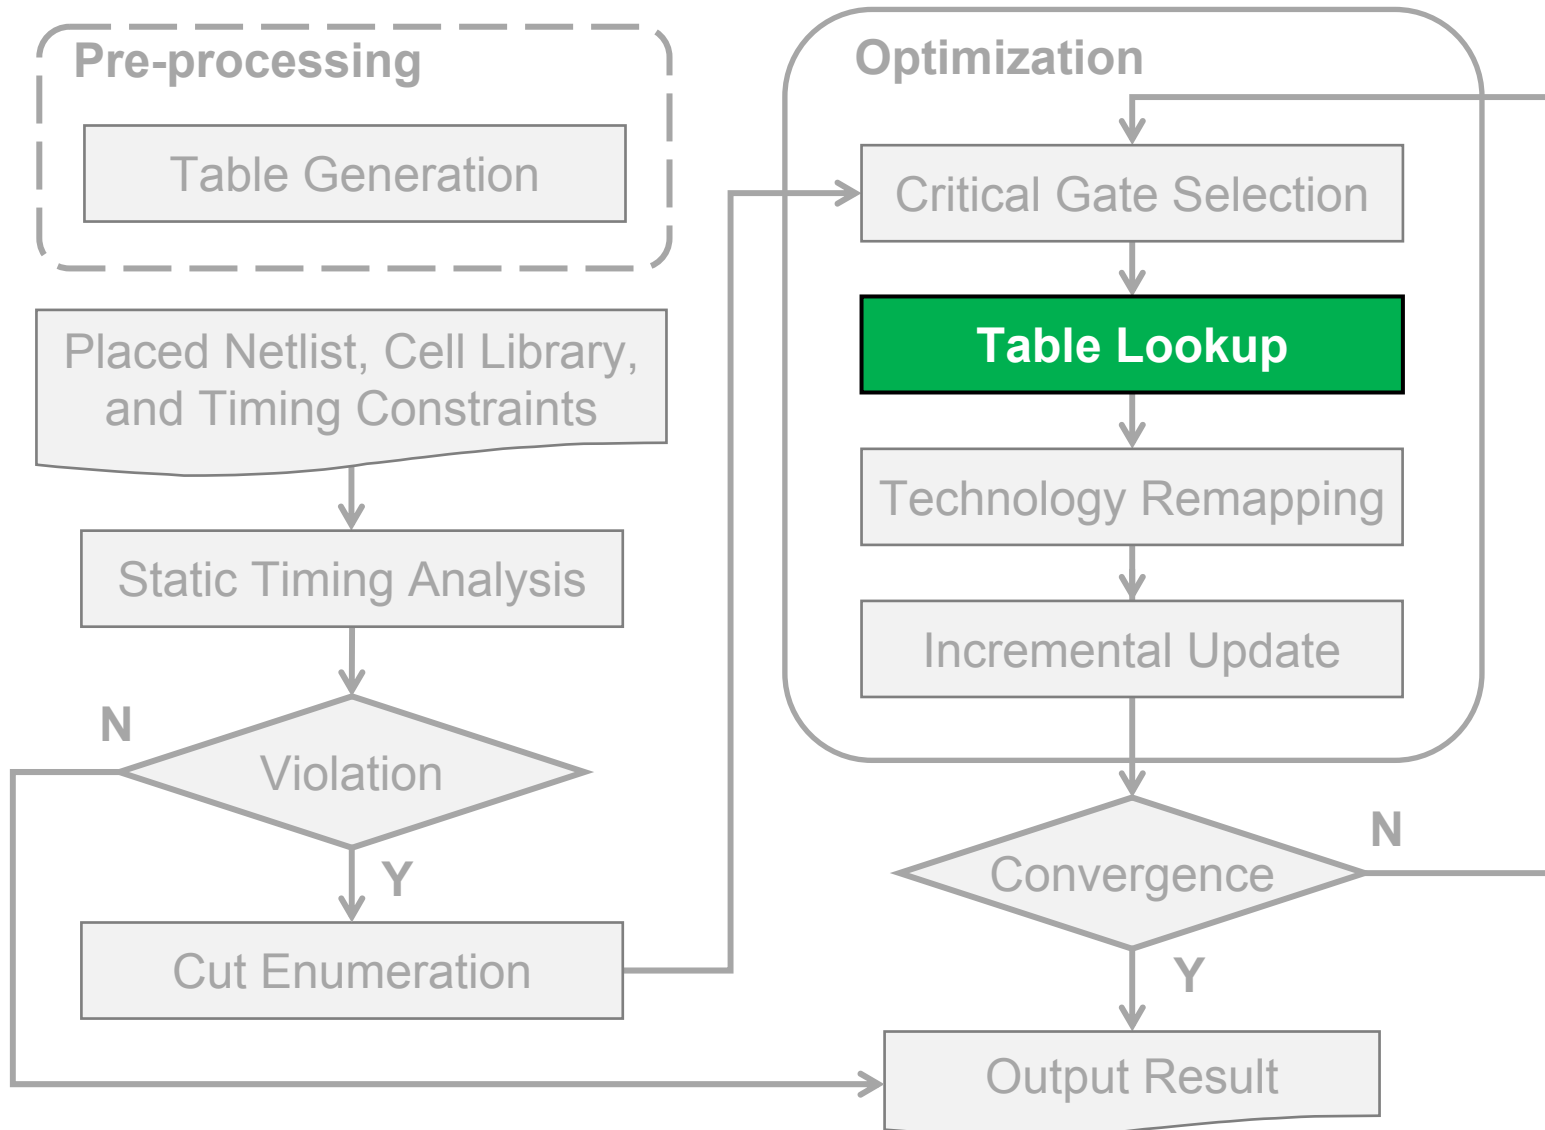 Pre-processing
Table Generation
Placed Netlist, Cell Library,
and Timing Constraints
Static Timing Analysis
N
Violation
Y
Cut Enumeration
Optimization
Critical Gate Selection
Table Lookup
Technology Remapping
Incremental Update
Convergence
N
Y
Output Result